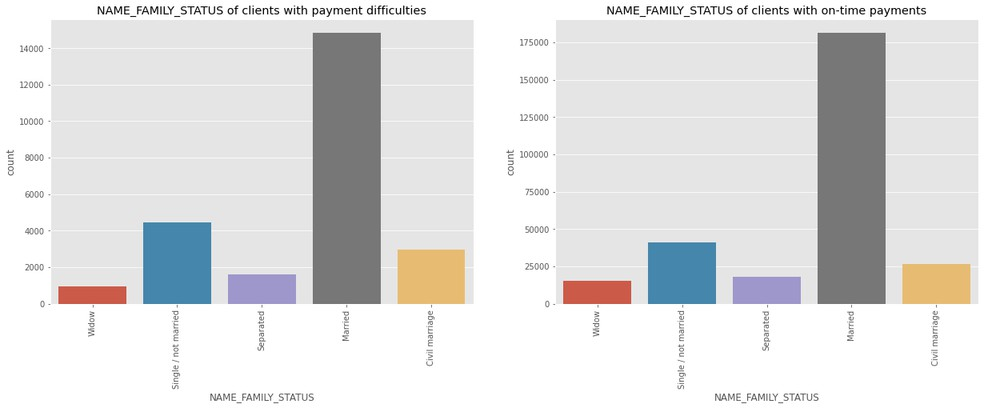 NAME_FAMILY_STATUS of clients with payment difficulties
14000
12000
10000
8000
6000
4000
2000
0
count
Widow
Single / not married
Separated
Married
Civil marriage
NAME_FAMILY_STATUS
NAME_FAMILY_STATUS of clients with on-time payments
175000
150000
125000
100000
75000
50000
25000
0
count
Widow
Single / not married
Separated
Married
Civil marriage
NAME_FAMILY_STATUS